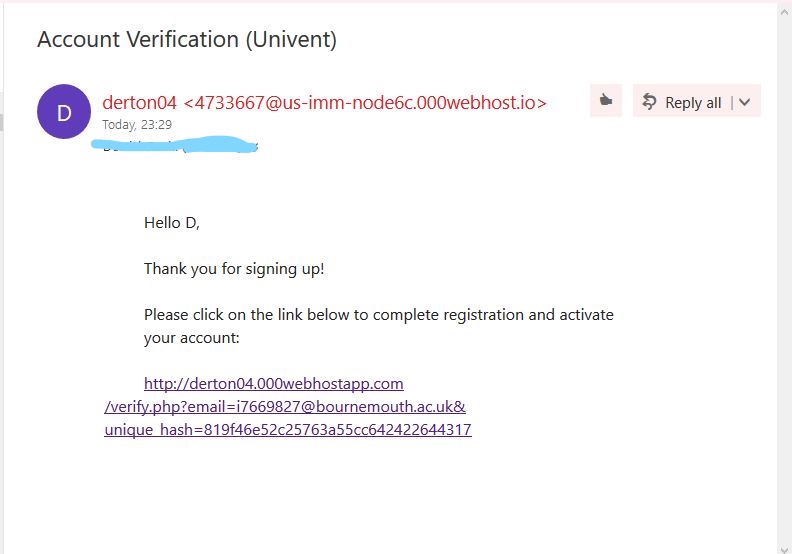 Account Verification (Univent)
D
derton04 <4733667@us-imm-node6c.000webhost.io>
Reply all
Today, 23:29
Hello D,
Thank you for signing up!
Please click on the link below to complete registration and activate
your account:
http://derton04.000webhostapp.com
/verify.php?email=i7669827@bournemouth.ac.uk&
unique_hash=819f46e52c25763a55cc642422644317